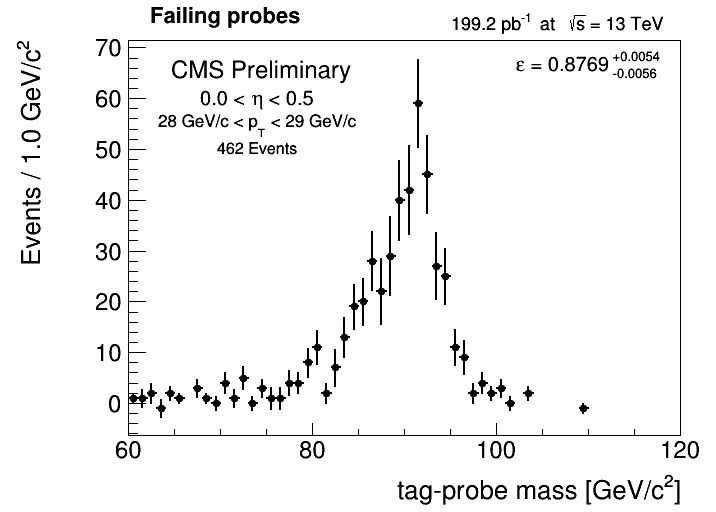 Failing probes
199.2 pb⁻¹ at √s = 13 TeV
CMS Preliminary
0.0 < η < 0.5
28 GeV/c < p_T < 29 GeV/c
462 Events
ε = 0.8769 +0.0054 -0.0056
Events / 1.0 GeV/c²
70
60
50
40
30
20
10
0
60 80 100 120
tag-probe mass [GeV/c²]